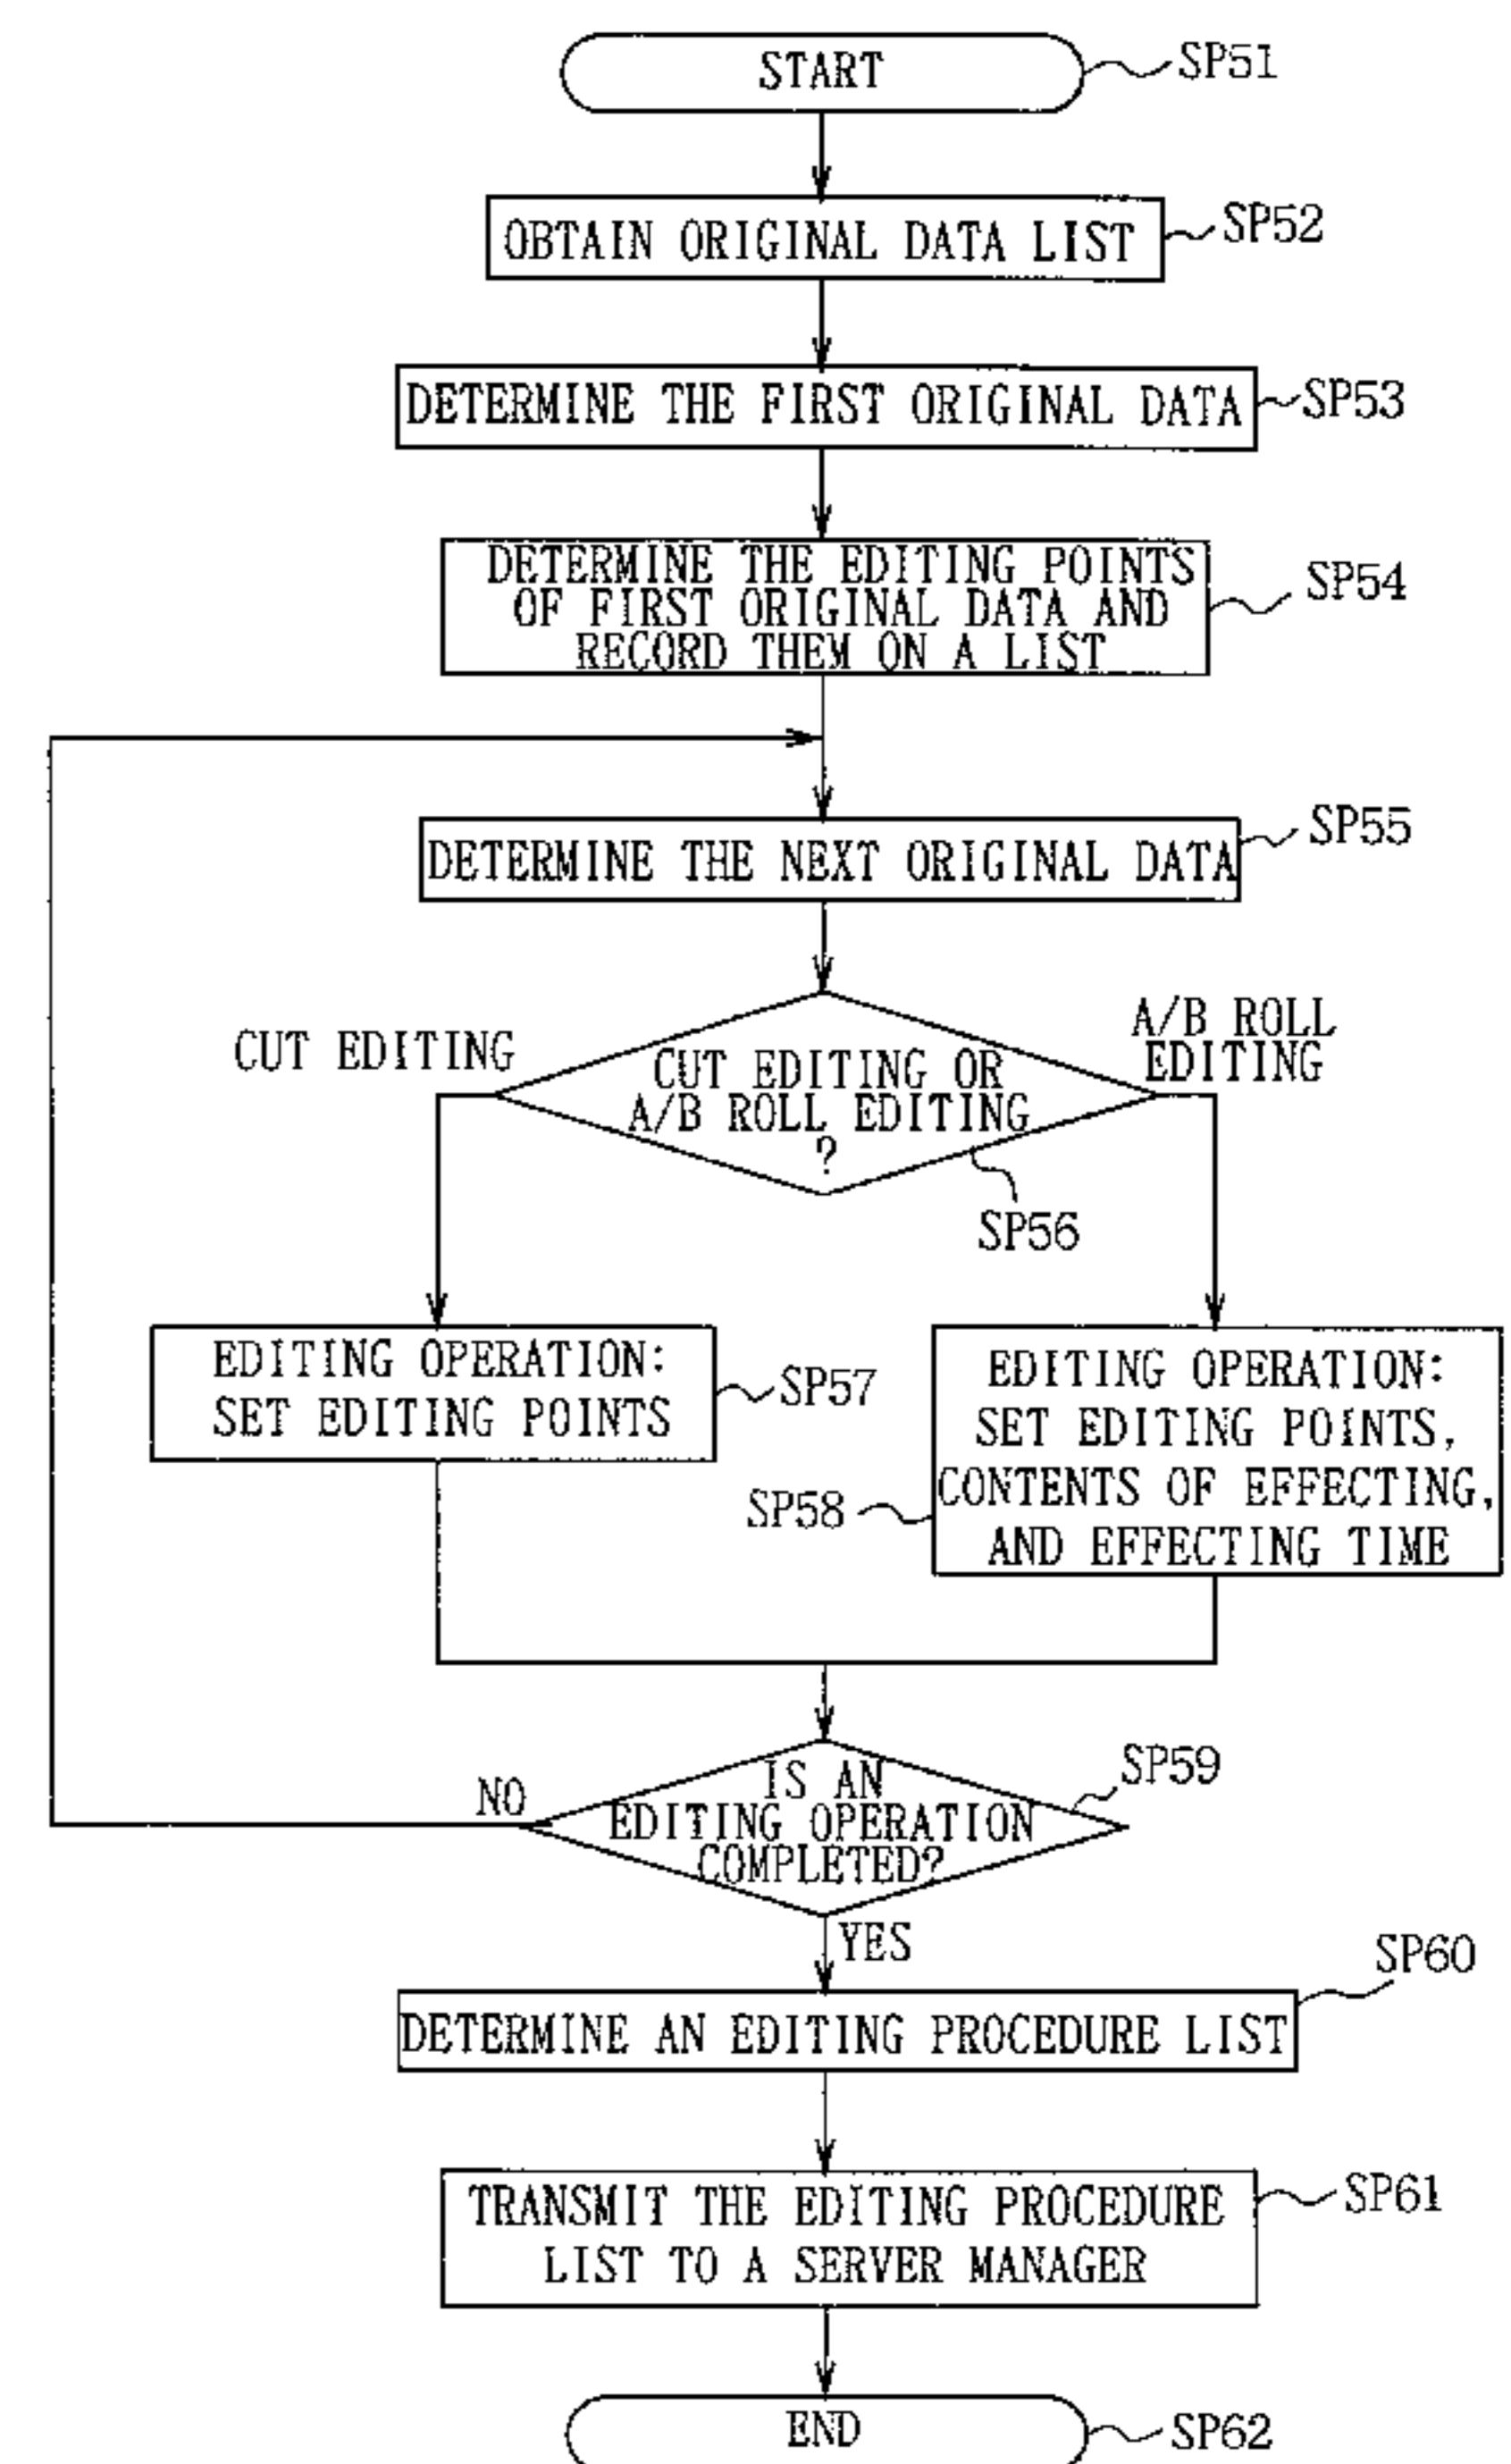 START
SP51
OBTAIN ORIGINAL DATA LIST
SP52
DETERMINE THE FIRST ORIGINAL DATA
SP53
DETERMINE THE EDITING POINTS
OF FIRST ORIGINAL DATA AND
RECORD THEM ON A LIST
SP54
DETERMINE THE NEXT ORIGINAL DATA
SP55
CUT EDITING
CUT EDITING OR
A/B ROLL EDITING
?
A/B ROLL
EDITING
SP56
EDITING OPERATION:
SET EDITING POINTS
SP57
EDITING OPERATION:
SET EDITING POINTS,
CONTENTS OF EFFECTING,
AND EFFECTING TIME
SP58
IS AN
EDITING OPERATION
COMPLETED?
SP59
NO
YES
DETERMINE AN EDITING PROCEDURE LIST
SP60
TRANSMIT THE EDITING PROCEDURE
LIST TO A SERVER MANAGER
SP61
END
SP62